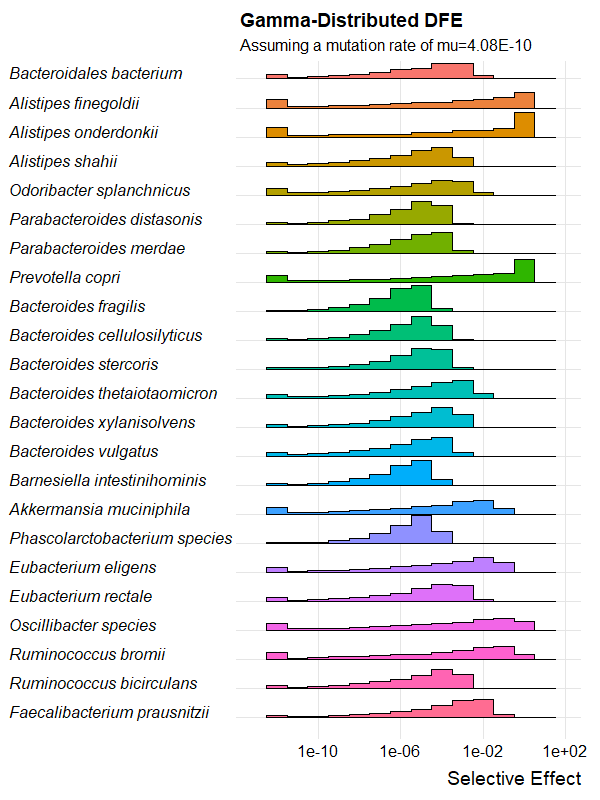 Gamma-Distributed DFE
Assuming a mutation rate of mu=4.08E-10
Bacteroidales bacterium
Alistipes finegoldii
Alistipes onderdonkii
Alistipes shahii
Odoribacter splanchnicus
Parabacteroides distasonis
Parabacteroides merdae
Prevotella copri
Bacteroides fragilis
Bacteroides cellulosilyticus
Bacteroides stercoris
Bacteroides thetaiotaomicron
Bacteroides xylanisolvens
Bacteroides vulgatus
Barnesiella intestinihominis
Akkermansia muciniphila
Phascolarctobacterium species
Eubacterium eligens
Eubacterium rectale
Oscillibacter species
Ruminococcus bromii
Ruminococcus bicirculans
Faecalibacterium prausnitzii
1e-10 1e-06 1e-02 1e+02
Selective Effect